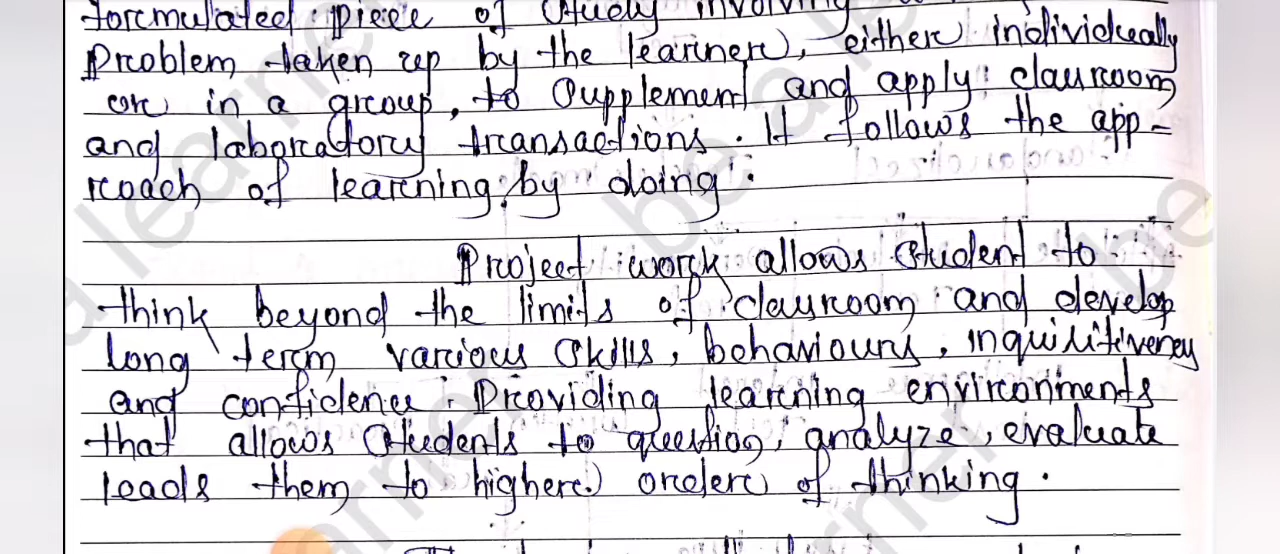 formulated piece of study involving
Problem taken up by the learner, either individually
or in a group, to supplement and apply classroom
and laboratory transactions. It follows the app-
roach of learning by doing.
Project work allows student to
think beyond the limits of classroom and develop
long term various skills, behaviours, inquisitiveness
and confidence. Providing learning environments
that allows students to question, analyze, evaluate
leads them to higher order of thinking.